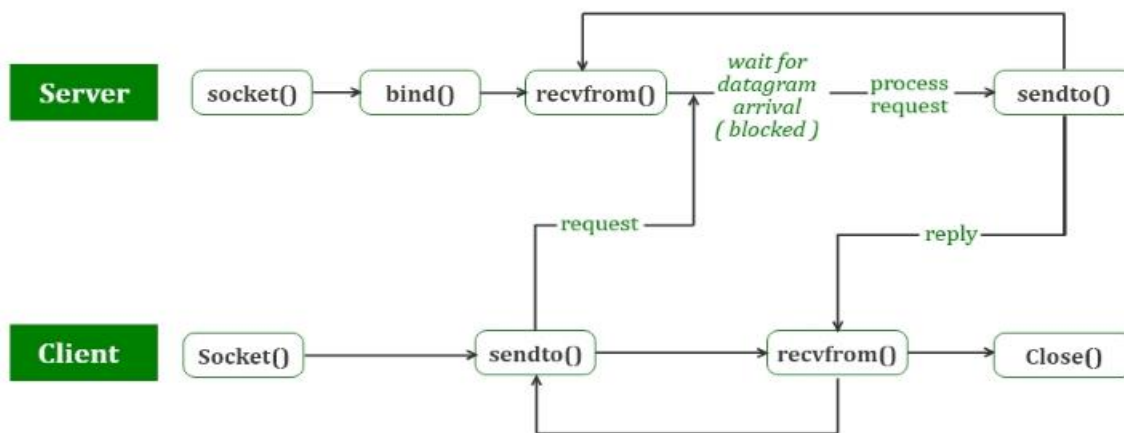 Server
socket()
bind()
recvfrom()
wait for
datagram
arrival
( blocked )
process
request
sendto()
request
reply
Client
Socket()
sendto()
recvfrom()
Close()